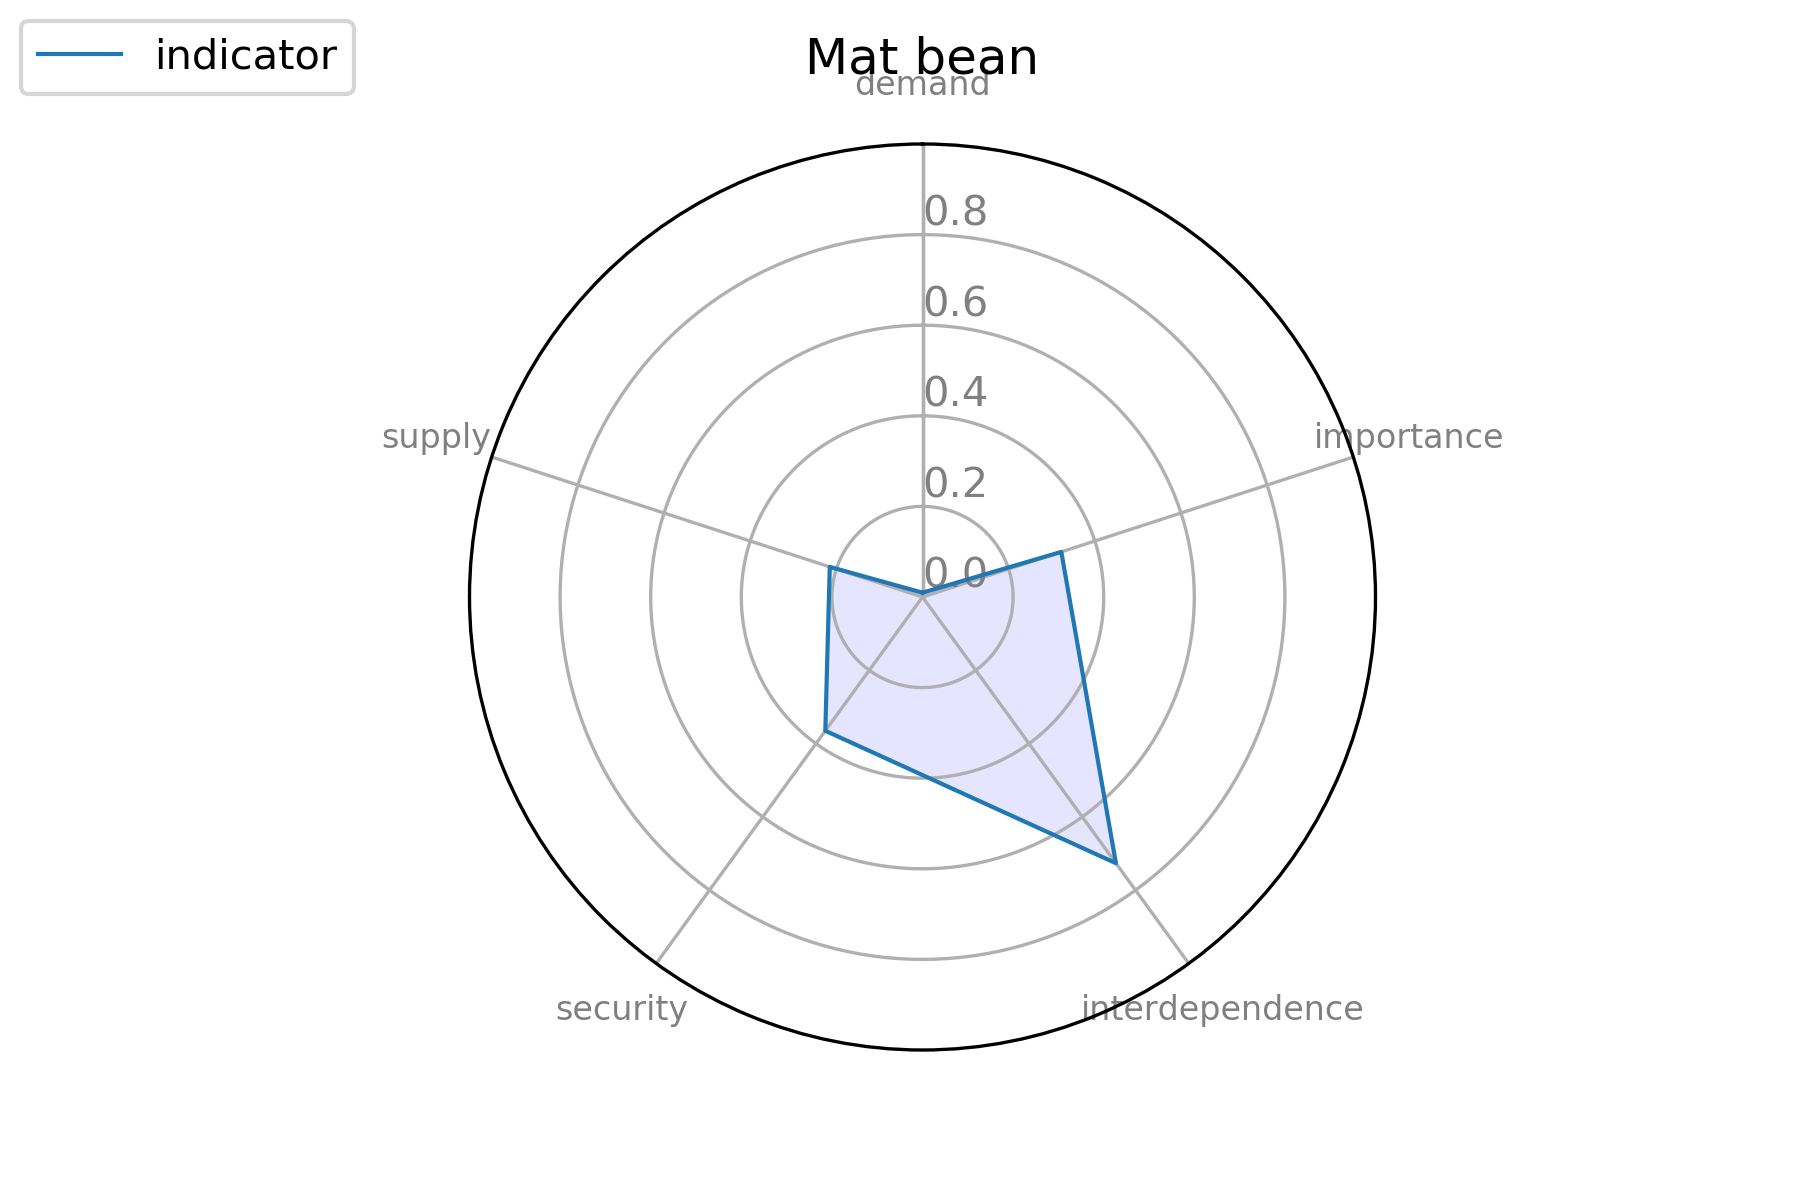 indicator
Mat bean
demand
0.8
0.6
0.4
supply
importance
0.2
0.0
security
interdependence